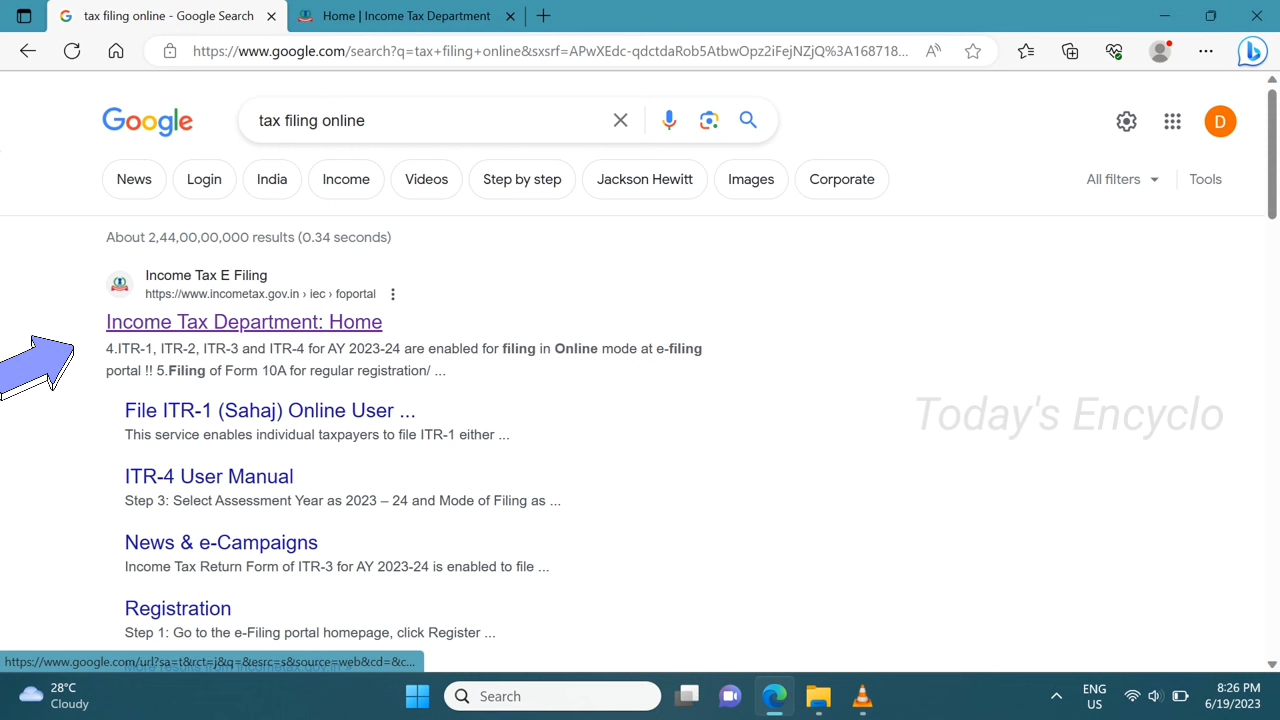 tax filing online - Google Search
Home | Income Tax Department
https://www.google.com/search?q=tax+filing+online&sxsrf=APwXEdc-qdctdaRob5AtbwOpz2iFejNZjQ%3A168718...
Google
tax filing online
D
News
Login
India
Income
Videos
Step by step
Jackson Hewitt
Images
Corporate
All filters
Tools
About 2,44,00,00,000 results (0.34 seconds)
Income Tax E Filing
https://www.incometax.gov.in › iec › foportal
Income Tax Department: Home
4.ITR-1, ITR-2, ITR-3 and ITR-4 for AY 2023-24 are enabled for filing in Online mode at e-filing
portal !! 5.Filing of Form 10A for regular registration/ ...
File ITR-1 (Sahaj) Online User ...
This service enables individual taxpayers to file ITR-1 either ...
Today's Encyclo
ITR-4 User Manual
Step 3: Select Assessment Year as 2023 – 24 and Mode of Filing as ...
News & e-Campaigns
Income Tax Return Form of ITR-3 for AY 2023-24 is enabled to file ...
Registration
Step 1: Go to the e-Filing portal homepage, click Register ...
https://www.google.com/url?sa=t&rct=j&q=&esrc=s&source=web&cd=&c...
28°C
Cloudy
Search
ENG
US
8:26 PM
6/19/2023